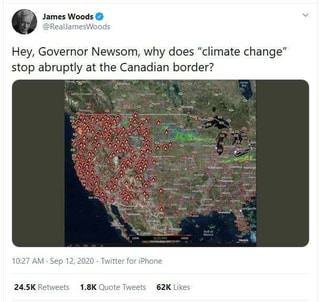 James Woods
@RealJamesWoods
Hey, Governor Newsom, why does “climate change”
stop abruptly at the Canadian border?
10:27 AM · Sep 12, 2020 · Twitter for iPhone
24.5K Retweets 1.8K Quote Tweets 62K Likes